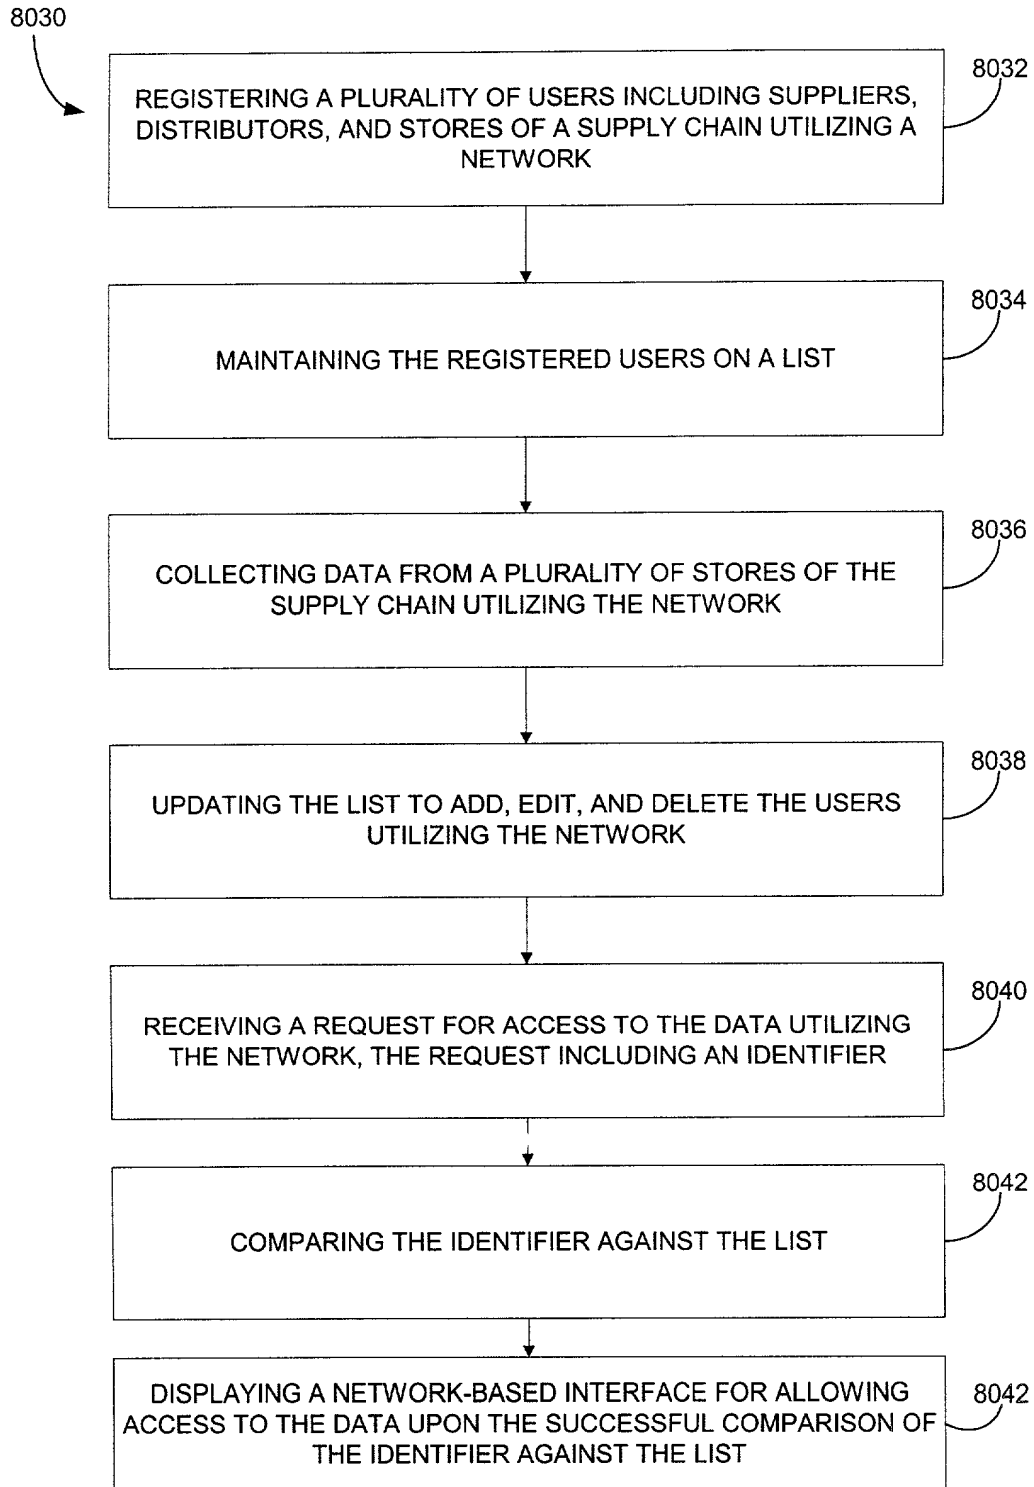 8030
8032
REGISTERING A PLURALITY OF USERS INCLUDING SUPPLIERS,
DISTRIBUTORS, AND STORES OF A SUPPLY CHAIN UTILIZING A
NETWORK
8034
MAINTAINING THE REGISTERED USERS ON A LIST
8036
COLLECTING DATA FROM A PLURALITY OF STORES OF THE
SUPPLY CHAIN UTILIZING THE NETWORK
8038
UPDATING THE LIST TO ADD, EDIT, AND DELETE THE USERS
UTILIZING THE NETWORK
8040
RECEIVING A REQUEST FOR ACCESS TO THE DATA UTILIZING
THE NETWORK, THE REQUEST INCLUDING AN IDENTIFIER
8042
COMPARING THE IDENTIFIER AGAINST THE LIST
8042
DISPLAYING A NETWORK-BASED INTERFACE FOR ALLOWING
ACCESS TO THE DATA UPON THE SUCCESSFUL COMPARISON OF
THE IDENTIFIER AGAINST THE LIST